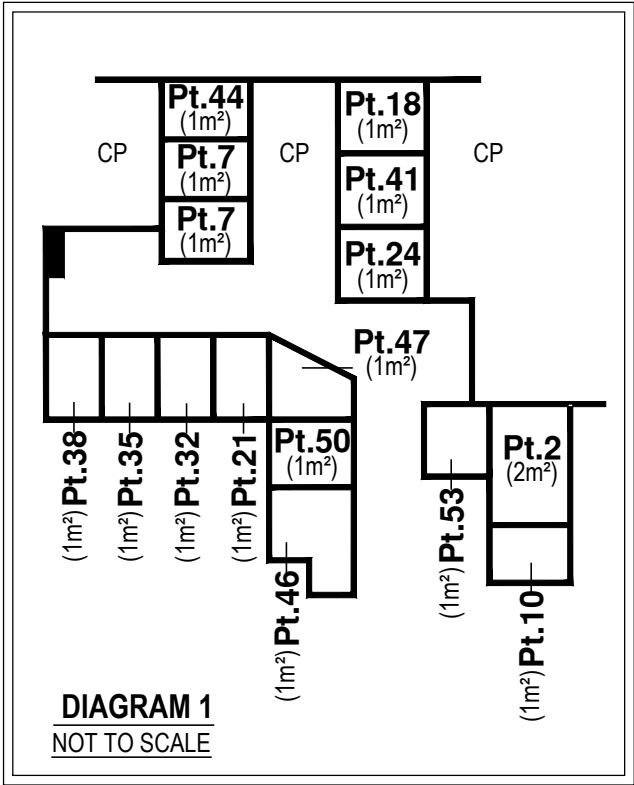 Pt.44
(1m²)
Pt.18
(1m²)
CP
Pt.7
(1m²)
CP
Pt.41
(1m²)
CP
Pt.7
(1m²)
Pt.24
(1m²)
Pt.47
(1m²)
(1m²) Pt.38
(1m²) Pt.35
(1m²) Pt.32
(1m²) Pt.21
Pt.50
(1m²)
(1m²) Pt.46
(1m²) Pt.53
Pt.2
(2m²)
(1m²) Pt.10
DIAGRAM 1
NOT TO SCALE